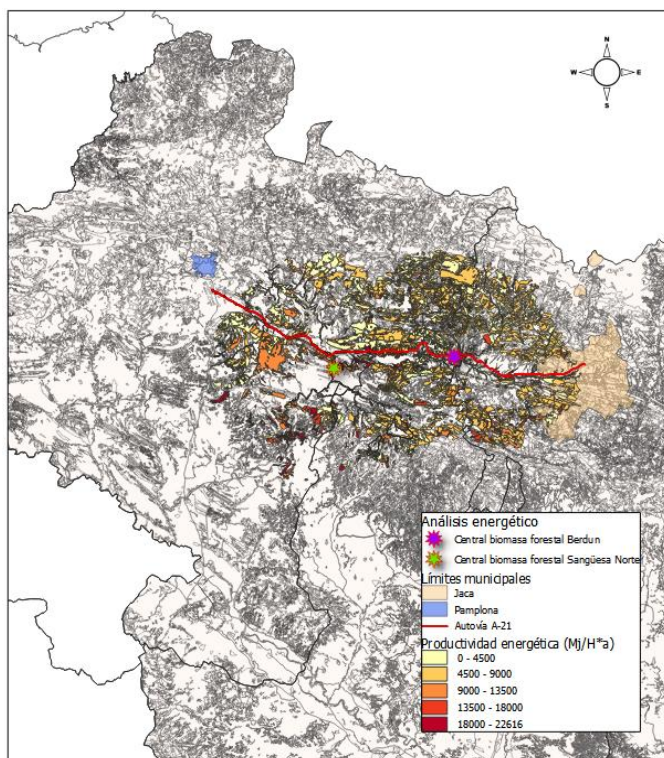 N
W E
S
Análisis energético
Central biomasa forestal Berdun
Central biomasa forestal Sangüesa Norte
Límites municipales
Jaca
Pamplona
Autovía A-21
Productividad energética (Mj/H*a)
0 - 4500
4500 - 9000
9000 - 13500
13500 - 18000
18000 - 22616